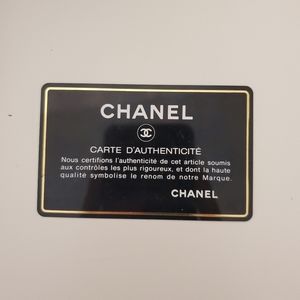 CHANEL
CARTE D'AUTHENTICITÉ
Nous certifions l'authenticité de cet article soumis
aux contrôles les plus rigoureux, et dont la haute
qualité symbolise le renom de notre Marque.
CHANEL